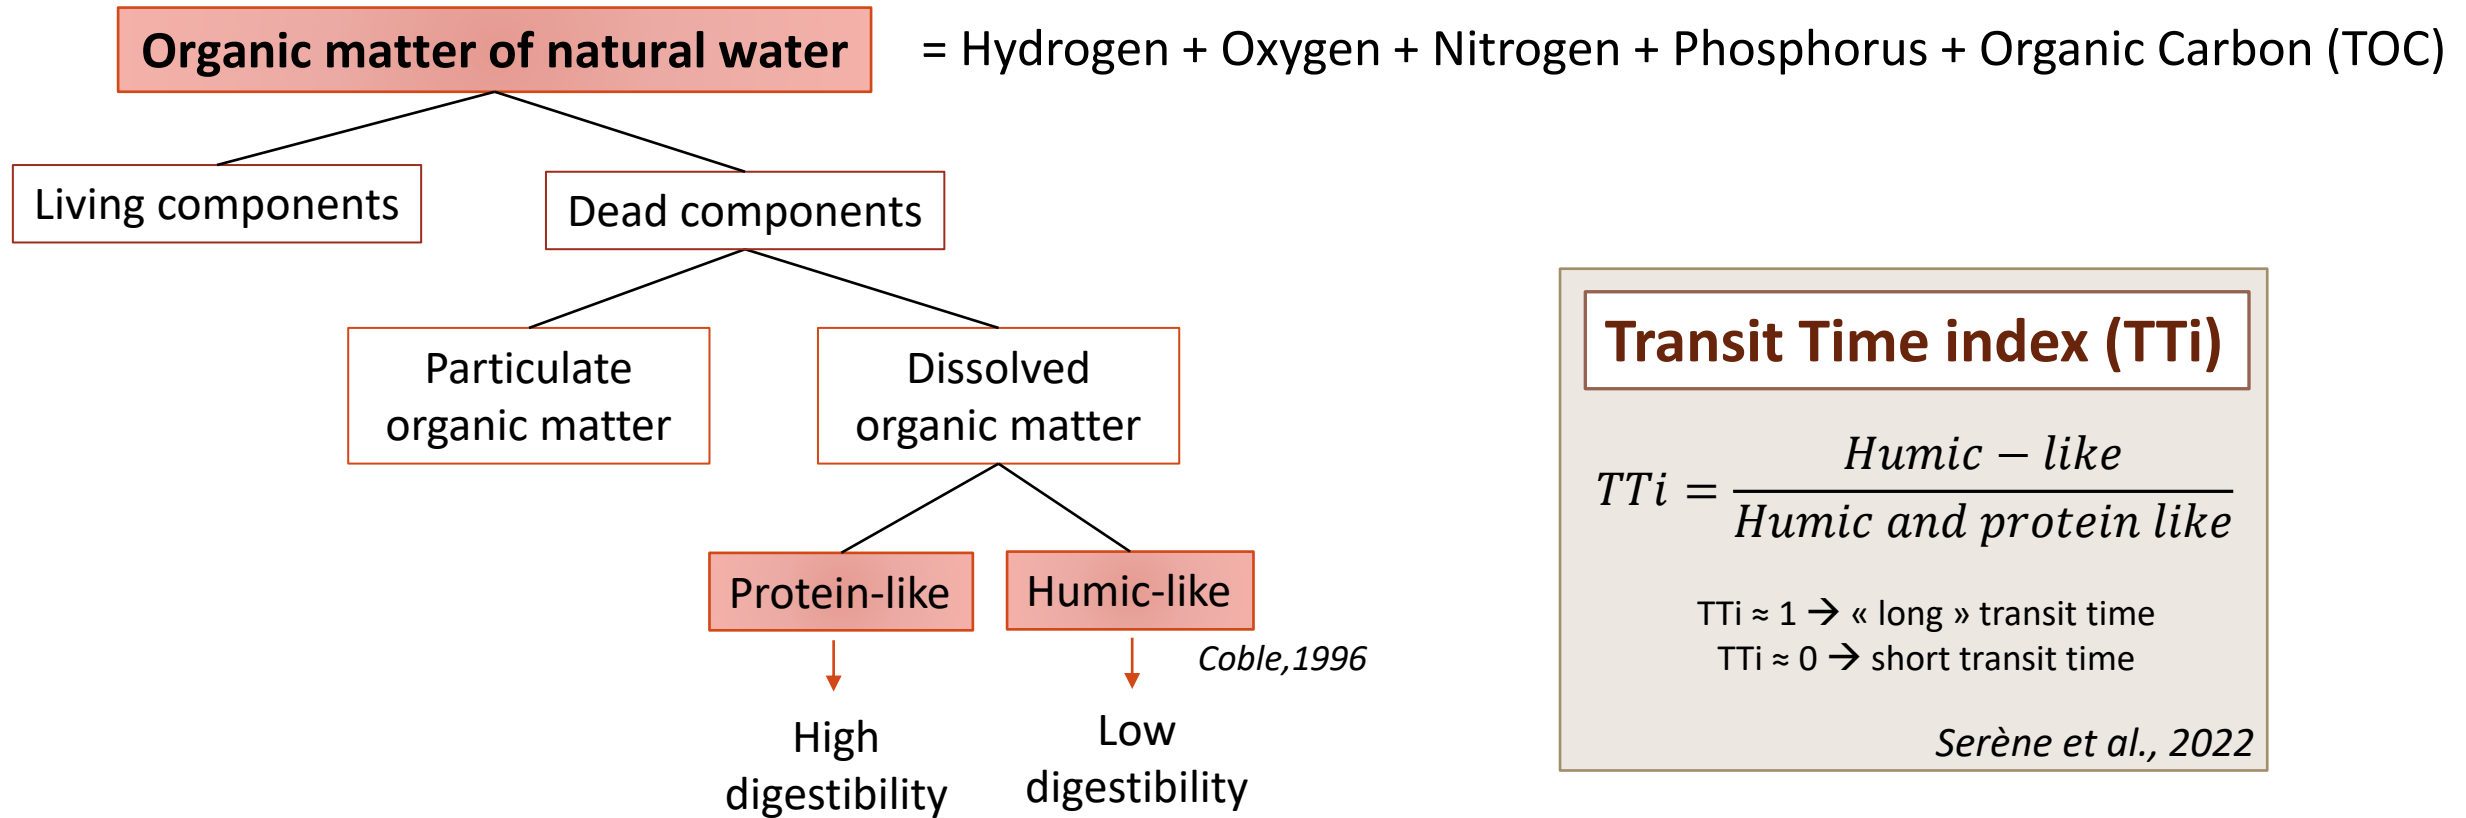 Organic matter of natural water = Hydrogen + Oxygen + Nitrogen + Phosphorus + Organic Carbon (TOC)
Living components
Dead components
Particulate
organic matter
Dissolved
organic matter
Protein-like
Humic-like
Coble,1996
High
digestibility
Low
digestibility
Transit Time index (TTi)
TTi = Humic − like / Humic and protein like
TTi ≈ 1 → « long » transit time
TTi ≈ 0 → short transit time
Serène et al., 2022